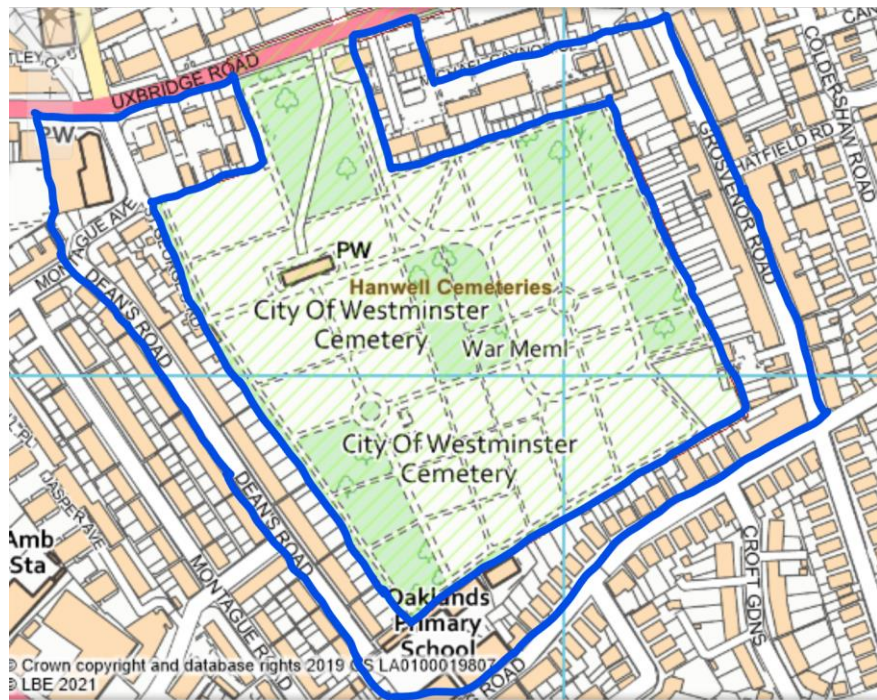 UXBRIDGE ROAD
PW
MONTAGUE AVE
DEAN'S ROAD
GROSVENOR ROAD
HATFIELD RD
COLDERSHAW ROAD
PW
Hanwell Cemeteries
City Of Westminster
Cemetery
War Meml
City Of Westminster
Cemetery
DEAN'S ROAD
JASPER AVE
Amb
Sta
MONTAGUE ROAD
CROFT GDNS
Oaklands
Primary
School
ROAD
© Crown copyright and database rights 2019 OS LA0100019807
© LBE 2021